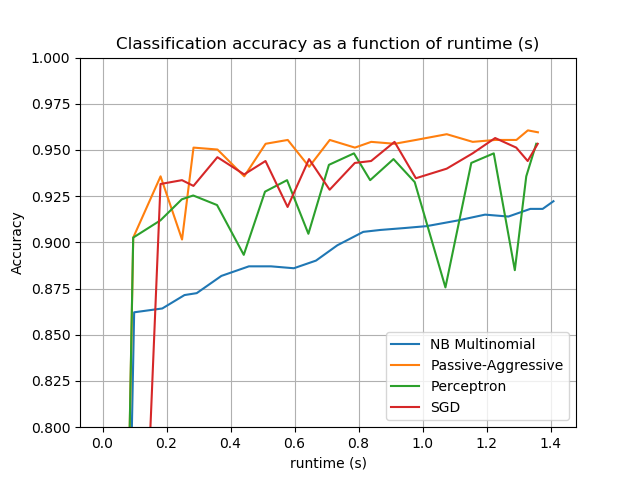 Classification accuracy as a function of runtime (s)
1.000
0.975
0.950
0.925
0.900
0.875
0.850
0.825
0.800
Accuracy
NB Multinomial
Passive-Aggressive
Perceptron
SGD
0.0 0.2 0.4 0.6 0.8 1.0 1.2 1.4
runtime (s)